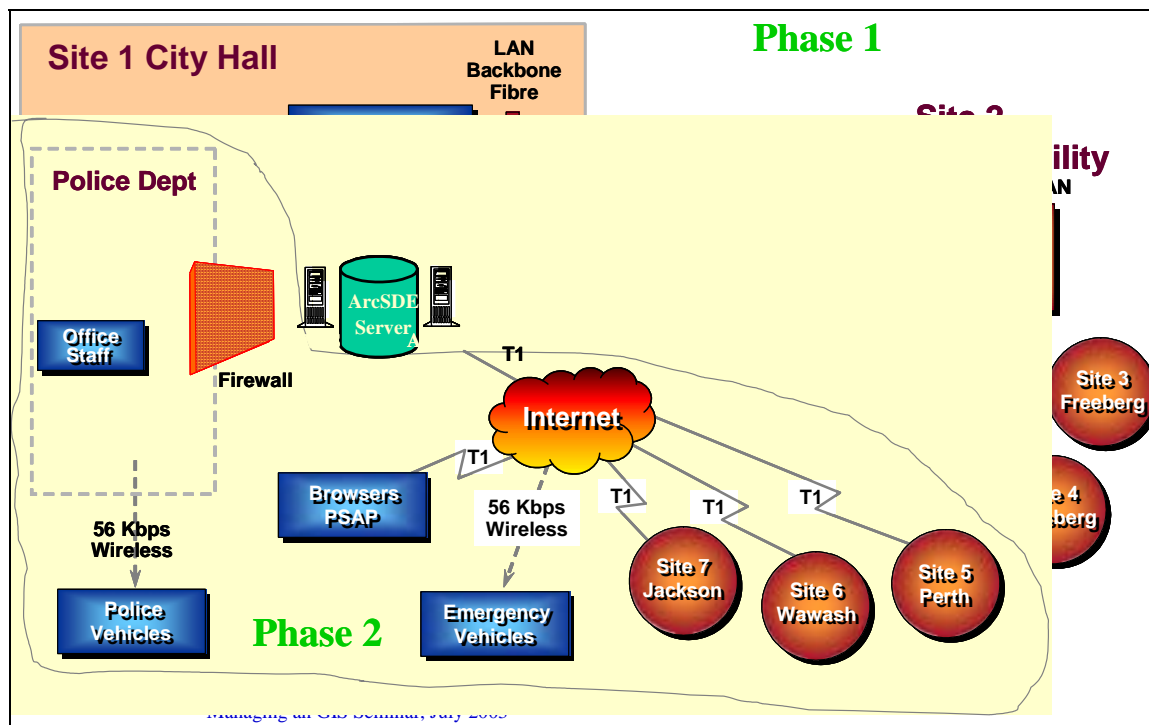 Phase 1
Site 1 City Hall
LAN
Backbone
Fibre
Police Dept
ArcSDE
Server
A
Office
Staff
Firewall
T1
Internet
Site 3
Freeberg
T1
Browsers
PSAP
56 Kbps
Wireless
T1
T1
T1
4
berg
56 Kbps
Wireless
Site 7
Jackson
Site 6
Wawash
Site 5
Perth
Police
Vehicles
Phase 2
Emergency
Vehicles